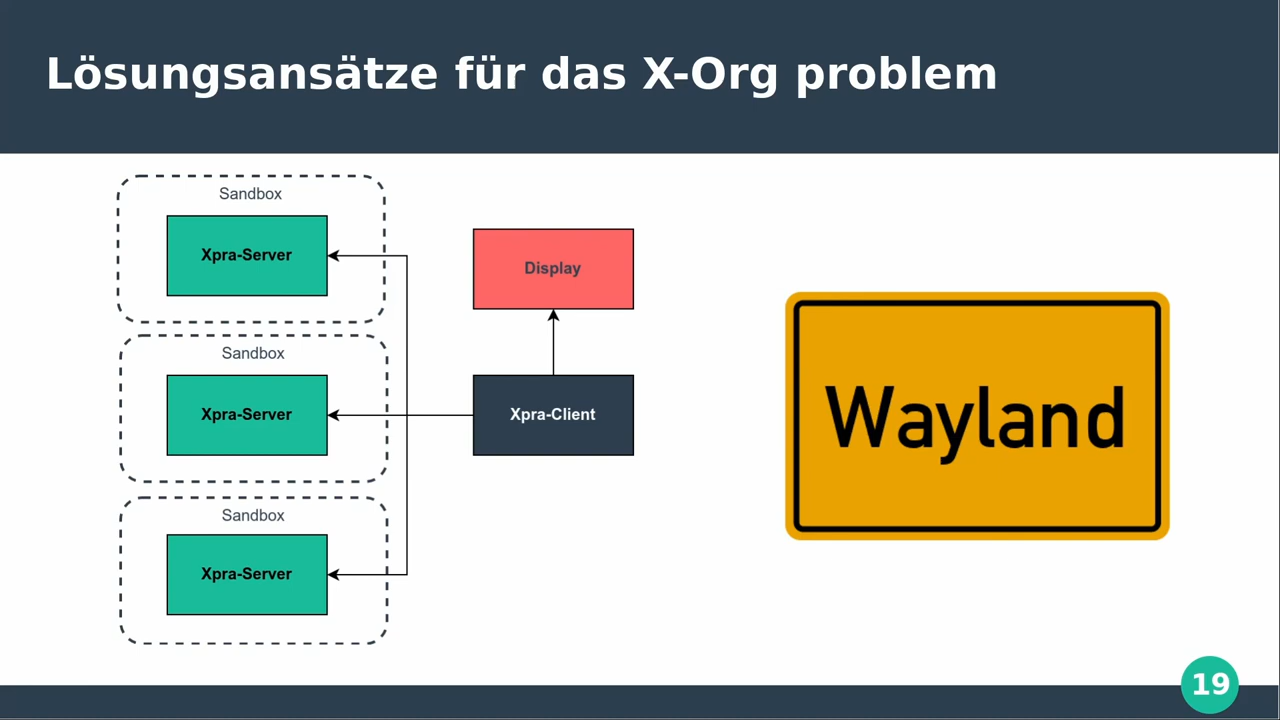 Lösungsansätze für das X-Org problem
Sandbox
Xpra-Server
Sandbox
Xpra-Server
Sandbox
Xpra-Server
Display
Xpra-Client
Wayland
19